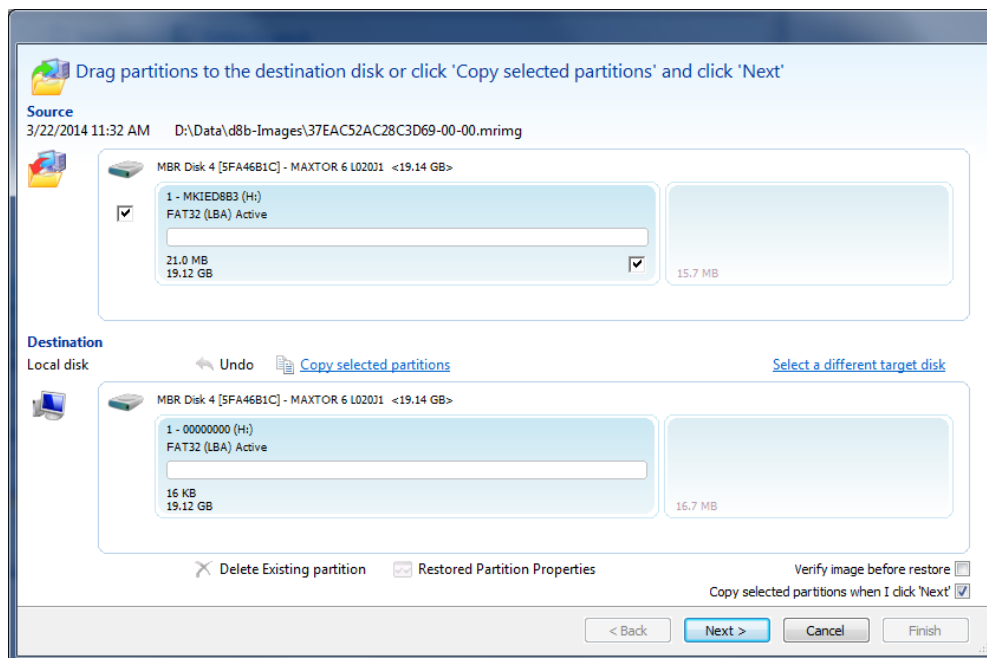 Drag partitions to the destination disk or click 'Copy selected partitions' and click 'Next'
Source
3/22/2014 11:32 AM D:\Data\d8b-Images\37EAC52AC28C3D69-00-00.mrimg
MBR Disk 4 [5FA46B1C] - MAXTOR 6 L020J1 <19.14 GB>
1 - MKIED8B3 (H:)
FAT32 (LBA) Active
21.0 MB
19.12 GB
15.7 MB
Destination
Local disk Undo Copy selected partitions Select a different target disk
MBR Disk 4 [5FA46B1C] - MAXTOR 6 L020J1 <19.14 GB>
1 - 00000000 (H:)
FAT32 (LBA) Active
16 KB
19.12 GB
16.7 MB
Delete Existing partition Restored Partition Properties Verify image before restore
Copy selected partitions when I click 'Next'
< Back Next > Cancel Finish